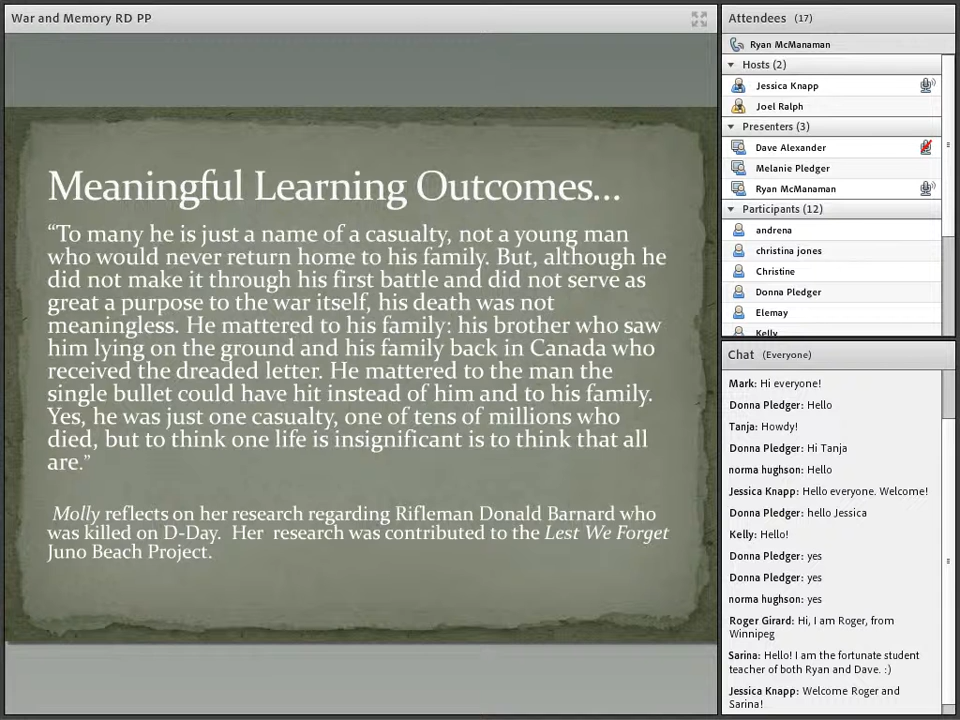 War and Memory RD PP
Meaningful Learning Outcomes...
“To many he is just a name of a casualty, not a young man
who would never return home to his family. But, although he
did not make it through his first battle and did not serve as
great a purpose to the war itself, his death was not
meaningless. He mattered to his family: his brother who saw
him lying on the ground and his family back in Canada who
received the dreaded letter. He mattered to the man the
single bullet could have hit instead of him and to his family.
Yes, he was just one casualty, one of tens of millions who
died, but to think one life is insignificant is to think that all
are.”
Molly reflects on her research regarding Rifleman Donald Barnard who
was killed on D-Day. Her research was contributed to the Lest We Forget
Juno Beach Project.
Attendees (17)
Ryan McManaman
Hosts (2)
Jessica Knapp
Joel Ralph
Presenters (3)
Dave Alexander
Melanie Pledger
Ryan McManaman
Participants (12)
andrena
christina jones
Christine
Donna Pledger
Elemay
Kelly
Chat (Everyone)
Mark: Hi everyone!
Donna Pledger: Hello
Tanja: Howdy!
Donna Pledger: Hi Tanja
norma hughson: Hello
Jessica Knapp: Hello everyone. Welcome!
Donna Pledger: hello Jessica
Kelly: Hello!
Donna Pledger: yes
Donna Pledger: yes
norma hughson: yes
Roger Girard: Hi, I am Roger, from
Winnipeg
Sarina: Hello! I am the fortunate student
teacher of both Ryan and Dave. :)
Jessica Knapp: Welcome Roger and
Sarina!